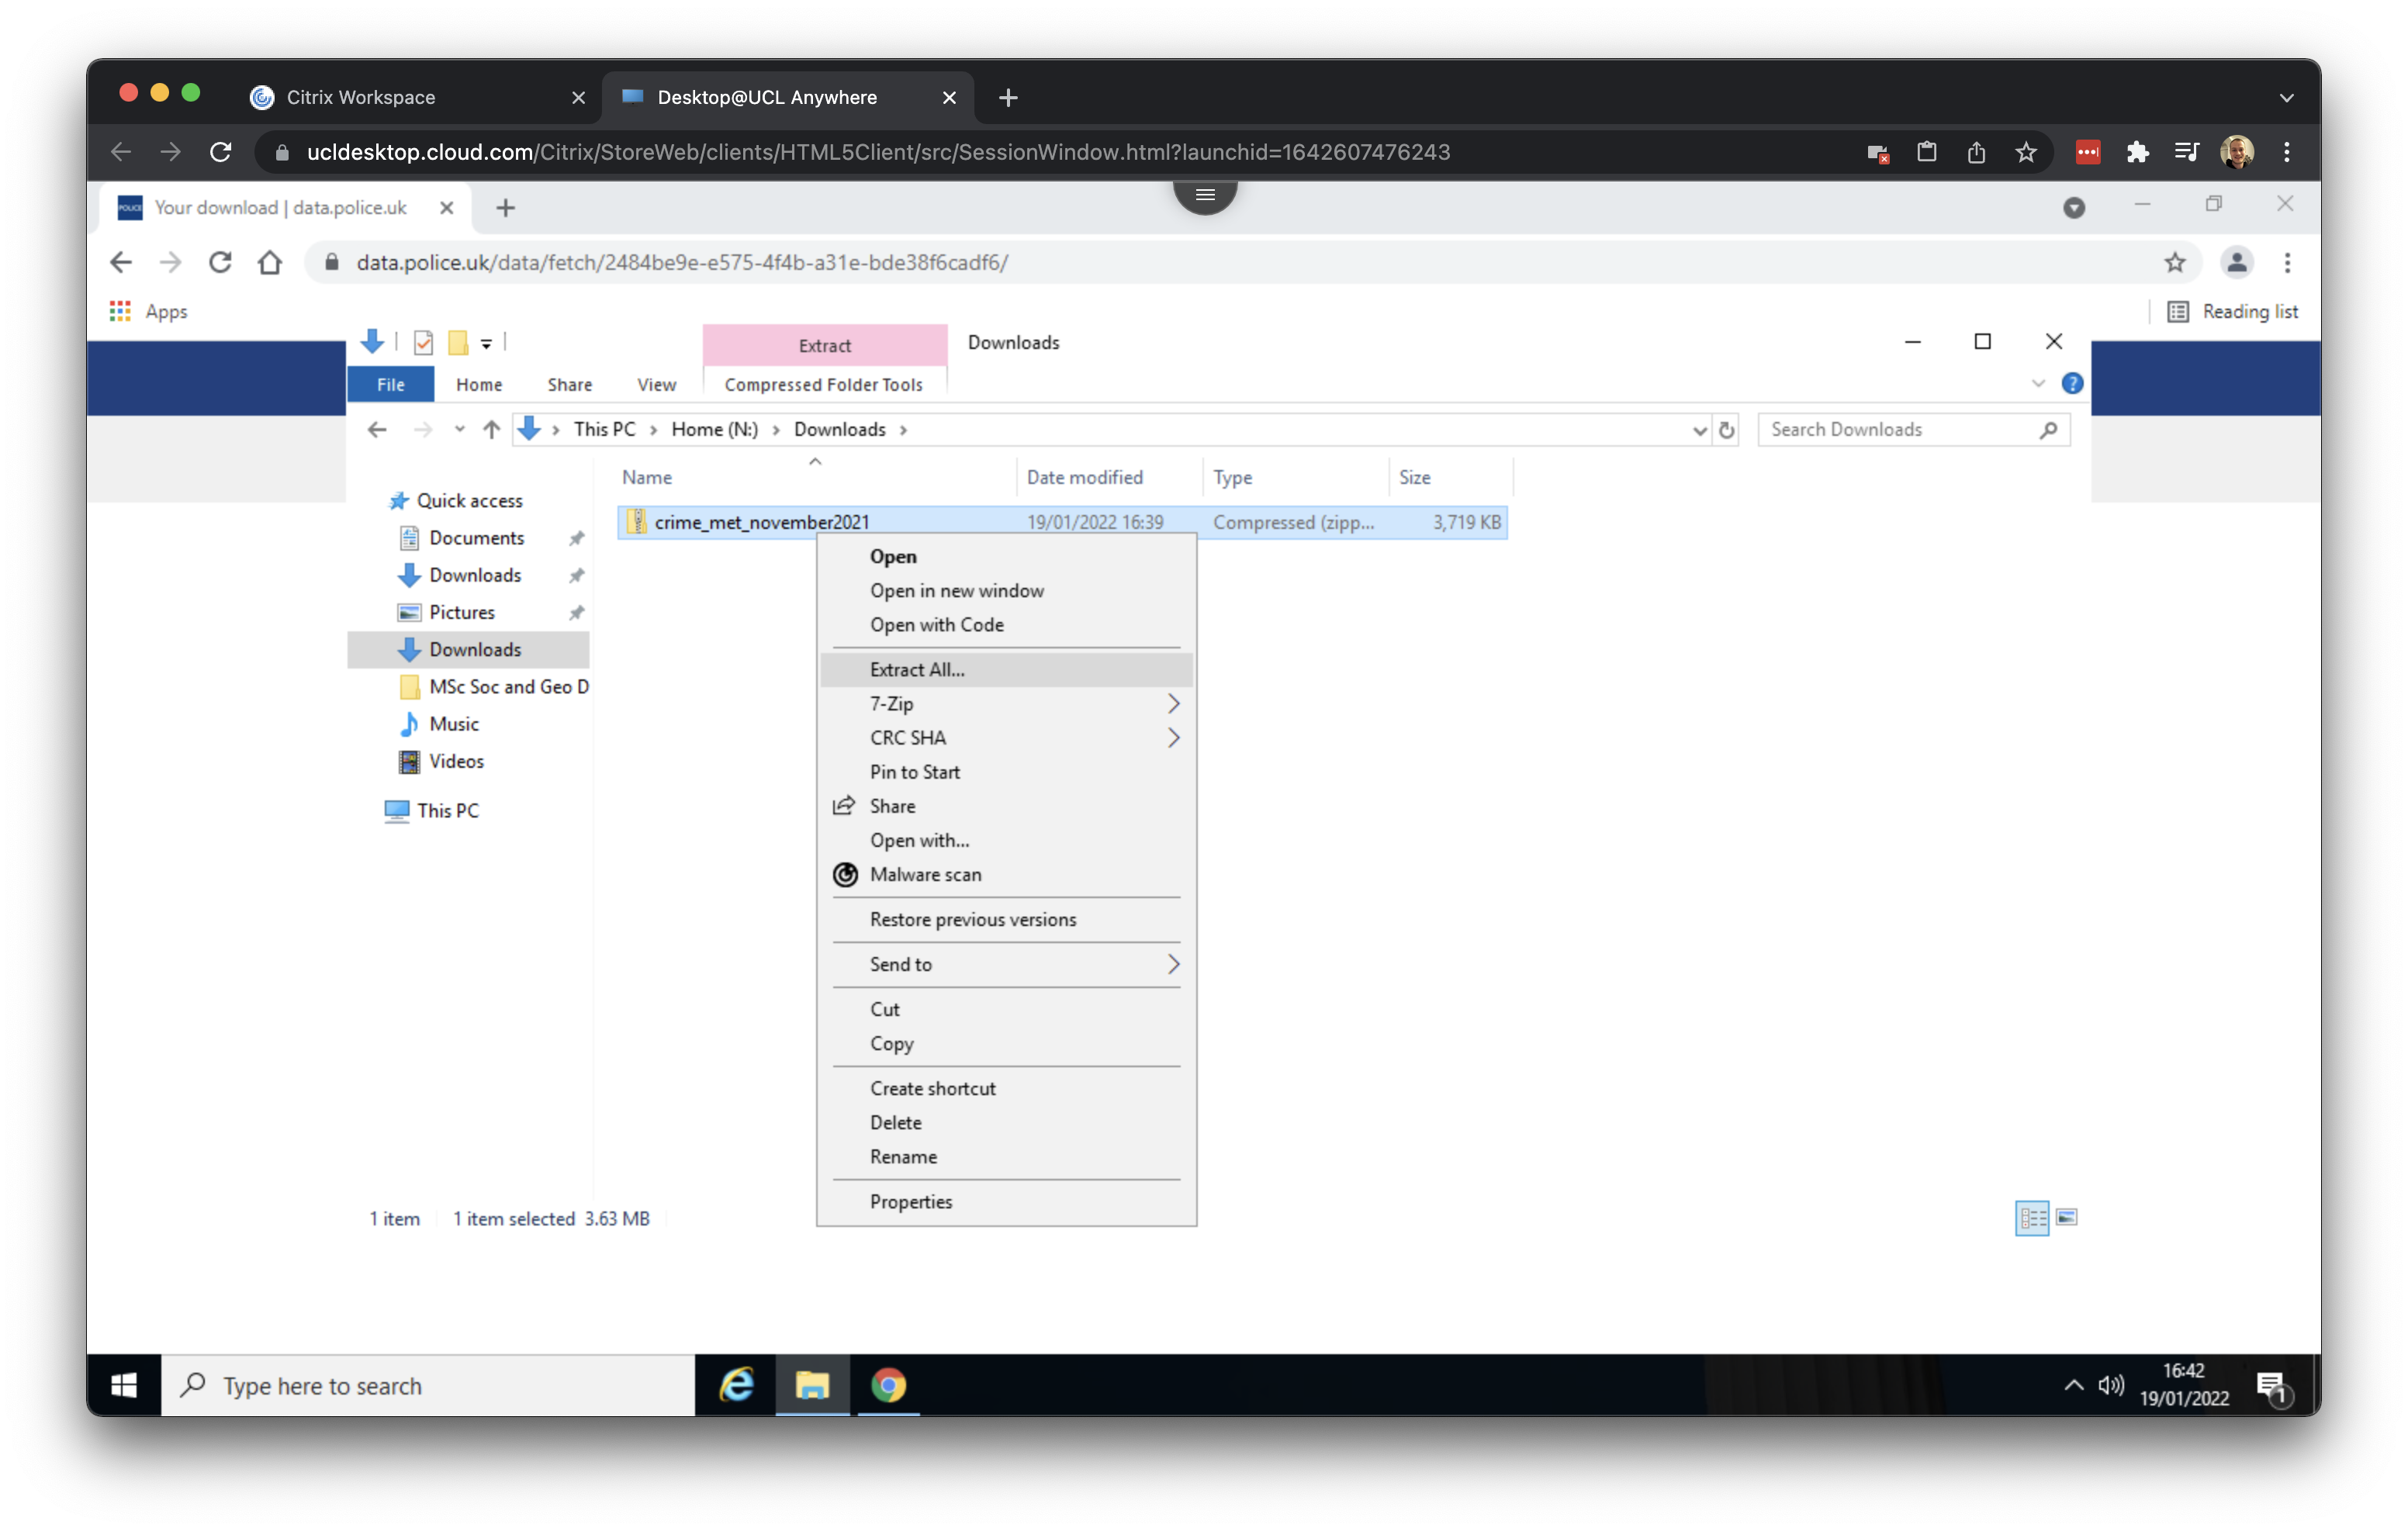 Citrix Workspace
Desktop@UCL Anywhere
ucldesktop.cloud.com/Citrix/StoreWeb/clients/HTML5Client/src/SessionWindow.html?launchid=1642607476243
POLICE Your download | data.police.uk
data.police.uk/data/fetch/2484be9e-e575-4f4b-a31e-bde38f6cadf6/
Apps
Reading list
Extract
Downloads
File Home Share View Compressed Folder Tools
This PC > Home (N:) > Downloads >
Search Downloads
Name Date modified Type Size
crime_met_november2021 19/01/2022 16:39 Compressed (zipp... 3,719 KB
Quick access
Documents
Downloads
Pictures
Downloads
MSc Soc and Geo D
Music
Videos
This PC
Open
Open in new window
Open with Code
Extract All...
7-Zip
CRC SHA
Pin to Start
Share
Open with...
Malware scan
Restore previous versions
Send to
Cut
Copy
Create shortcut
Delete
Rename
Properties
1 item 1 item selected 3.63 MB
Type here to search
16:42
19/01/2022
1